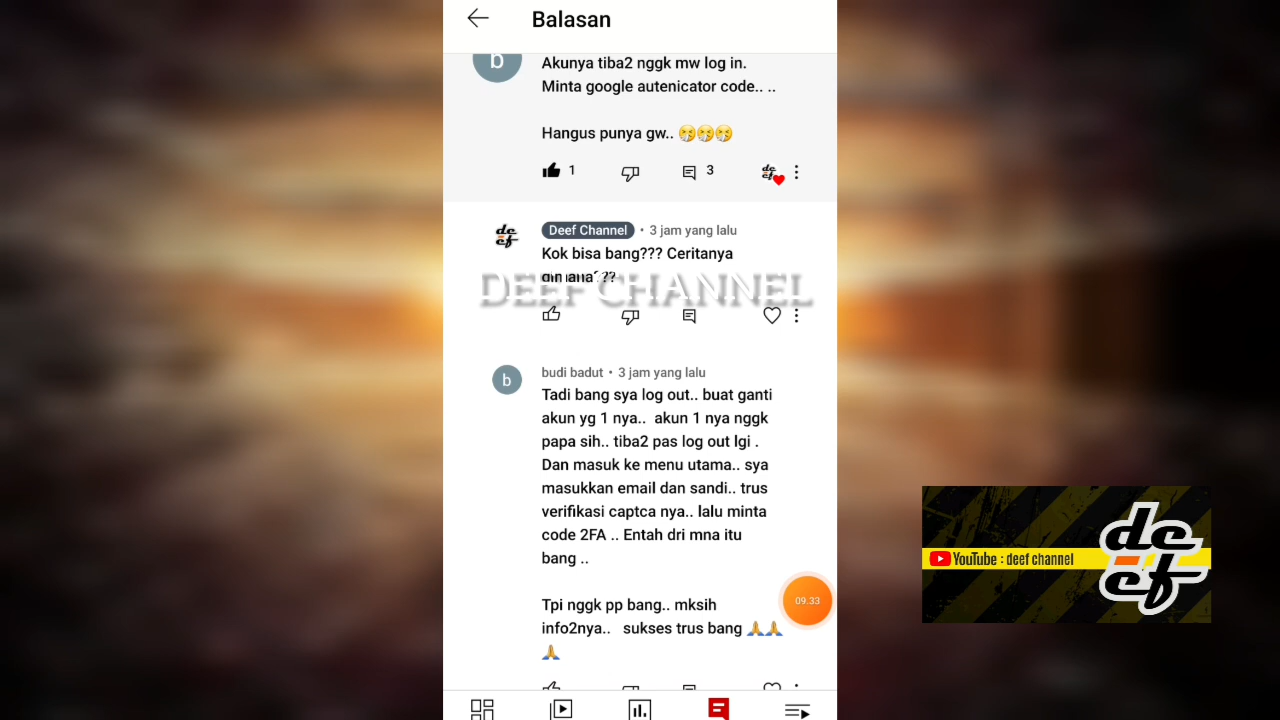 Balasan
b
Akunya tiba2 nggk mw log in.
Minta google autenicator code.. ..
Hangus punya gw.. 🤧🤧🤧
1
3
Deef Channel • 3 jam yang lalu
Kok bisa bang??? Ceritanya
DEEF CHANNEL
b
budi badut • 3 jam yang lalu
Tadi bang sya log out.. buat ganti
akun yg 1 nya.. akun 1 nya nggk
papa sih.. tiba2 pas log out lgi .
Dan masuk ke menu utama.. sya
masukkan email dan sandi.. trus
verifikasi captca nya.. lalu minta
code 2FA .. Entah dri mna itu
bang ..
Tpi nggk pp bang.. mksih
info2nya.. sukses trus bang 🙏🙏
🙏
09.33
YouTube : deef channel
deef